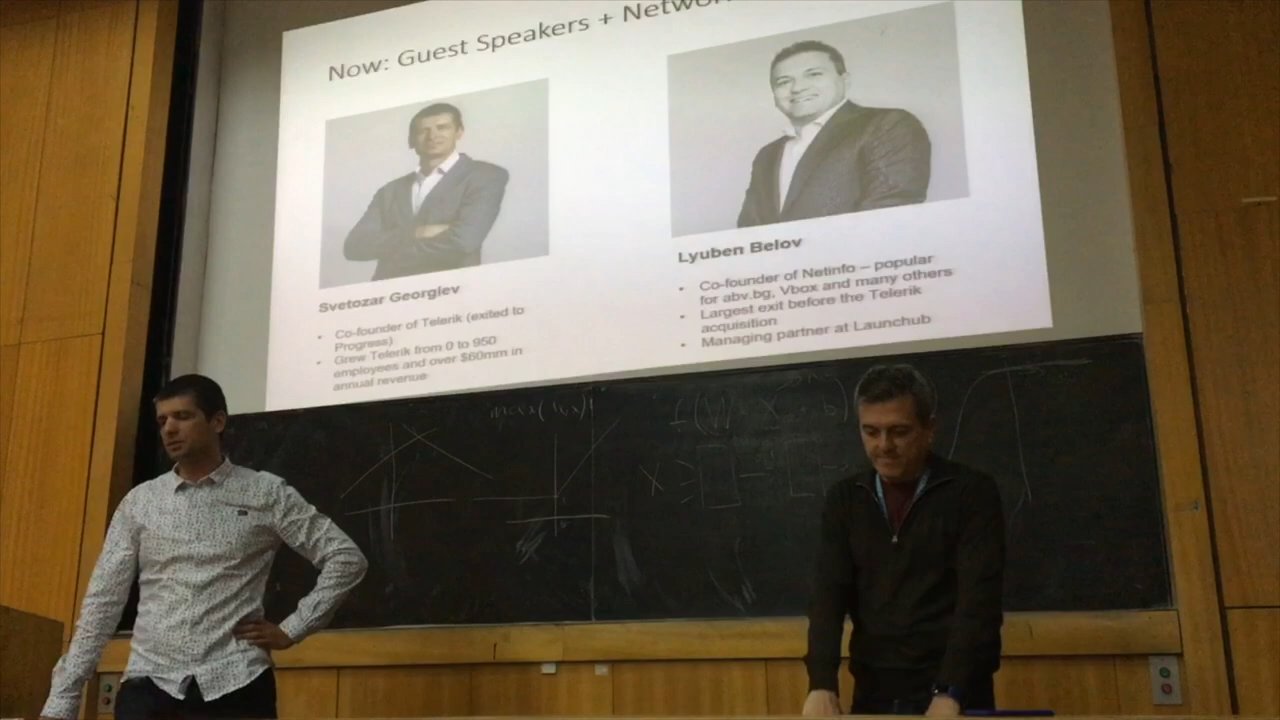 Now: Guest Speakers +
Svetozar Georgiev
• Co-founder of Telerik (exited to
Progress)
• Grew Telerik from 0 to 950
employees and over $60mm in
annual revenue
Lyuben Belov
• Co-founder of Netinfo – popular
for abv.bg, Vbox and many others
• Largest exit before the Telerik
acquisition
• Managing partner at Launchub
X